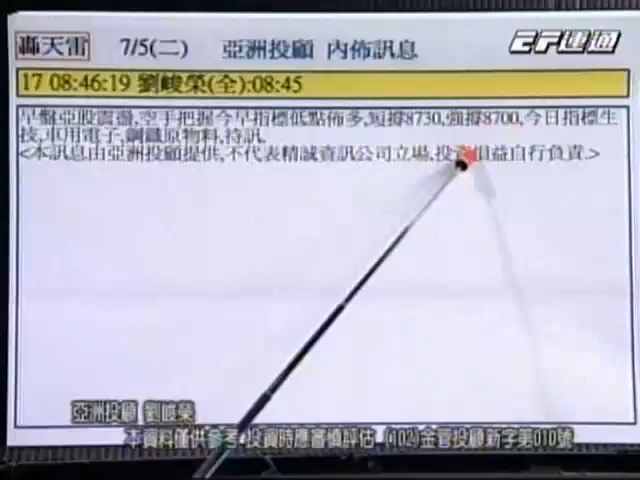 轟天雷 7/5(二) 亞洲投顧 內佈訊息 EF建通
17 08:46:19 劉峻榮(全):08:45
早盤亞股震盪,空手把握今早指標低點佈多,短撐8730,強撐8700,今日指標生
技,車用電子,鋼鐵原物料,待訊.
<本訊息由亞洲投顧提供,不代表精誠資訊公司立場,投資損益自行負責.>
亞洲投顧 劉峻榮
本資料僅供參考,投資時應審慎評估 (102)金管投顧新字第010號